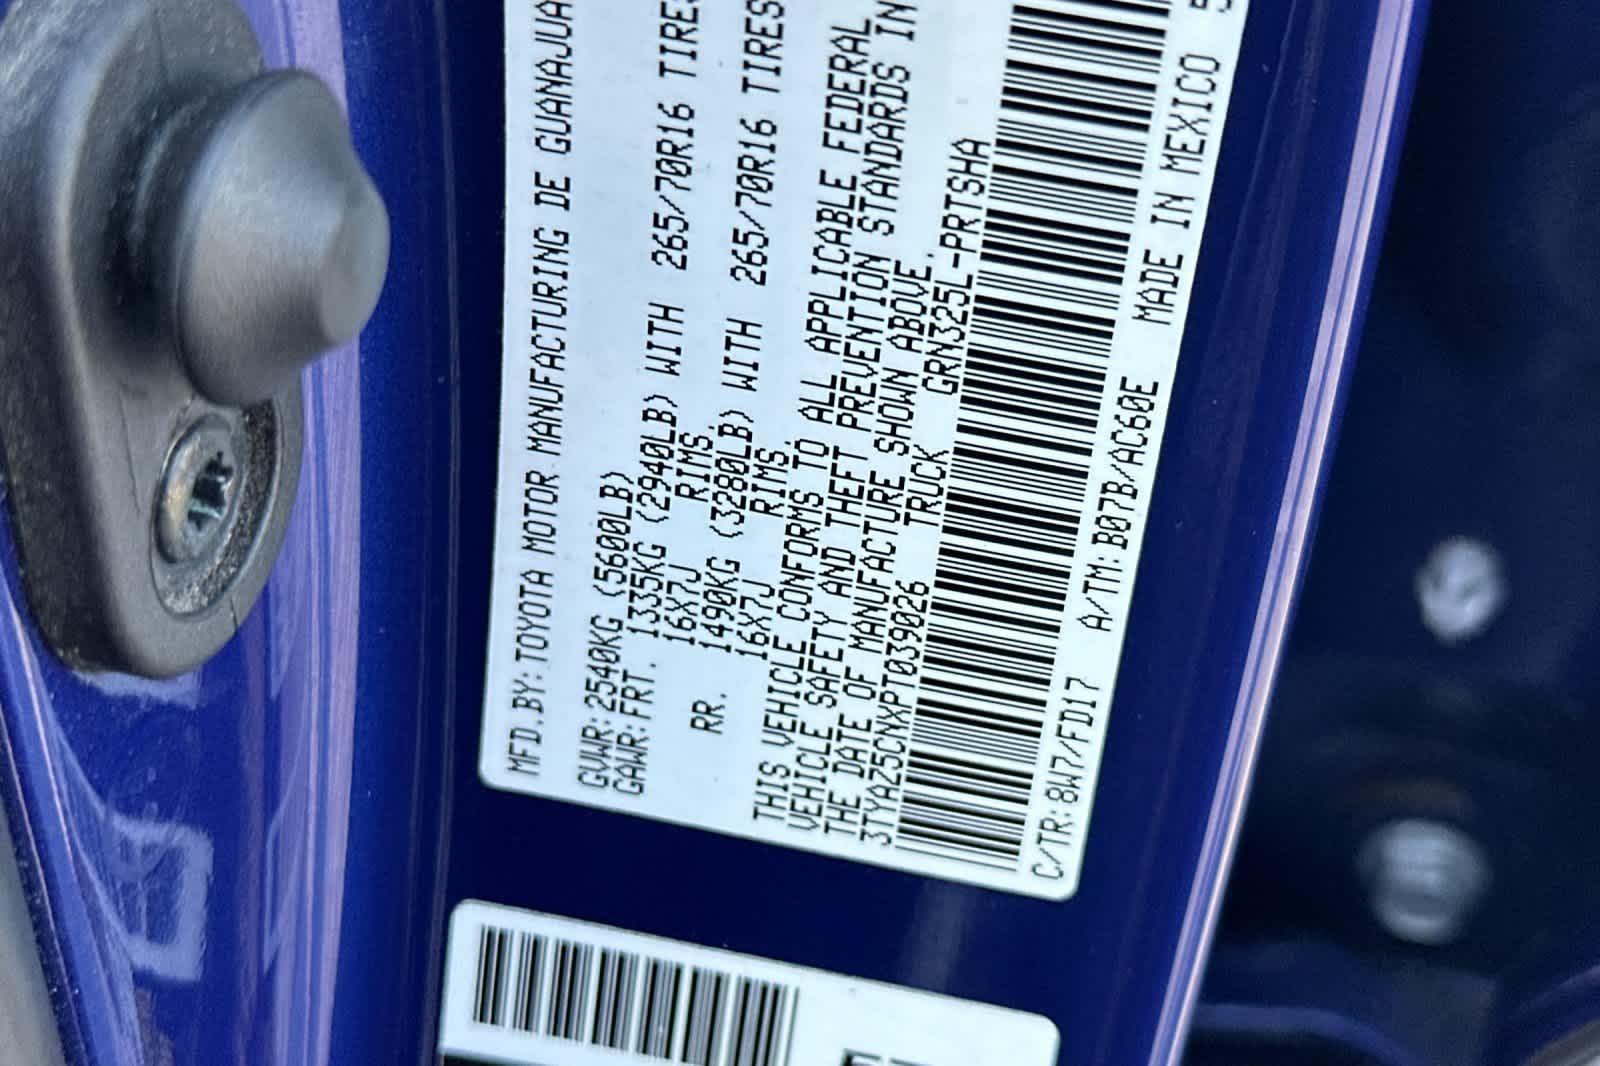 MFD.BY:TOYOTA MOTOR MANUFACTURING DE GUANAJUA
GVWR:2540KG (5600LB)
GAWR:FRT. 1335KG (2940LB) WITH 265/70R16 TIRES
16X7J RIMS.
RR. 1490KG (3280LB) WITH 265/70R16 TIRES
16X7J RIMS.
THIS VEHICLE CONFORMS TO ALL APPLICABLE FEDERAL
VEHICLE SAFETY AND THEFT PREVENTION STANDARDS IN
THE DATE OF MANUFACTURE SHOWN ABOVE.
3TYAZ5CNXPT039026 TRUCK GRN325L-PRTSHA
C/TR:8W7/FD17 A/TM:B07B/AC60E MADE IN MEXICO 5